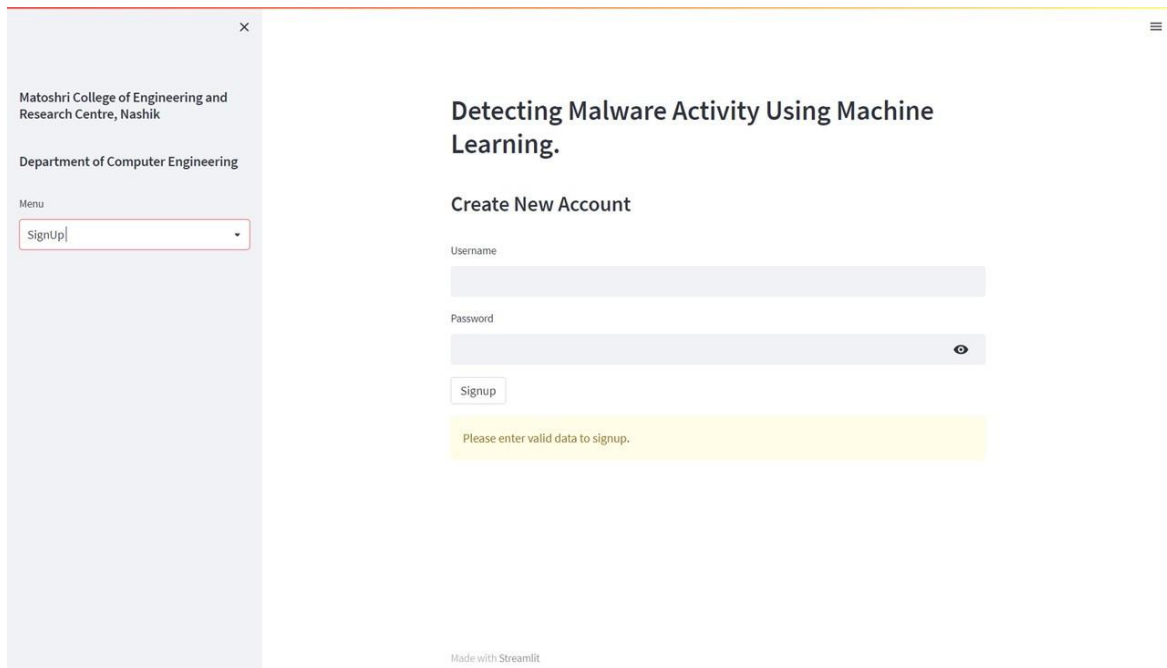 Matoshri College of Engineering and
Research Centre, Nashik
Department of Computer Engineering
Menu
SignUp
Detecting Malware Activity Using Machine
Learning.
Create New Account
Username
Password
Signup
Please enter valid data to signup.
Made with Streamlit